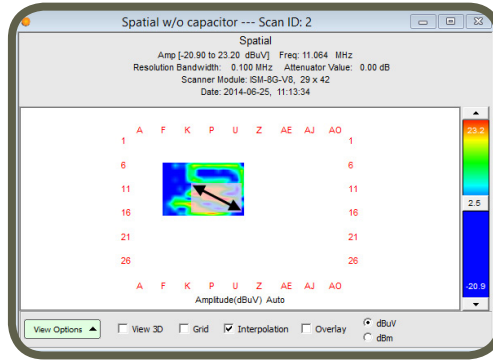 Spatial w/o capacitor --- Scan ID: 2
Spatial
Amp [-20.90 to 23.20 dBuV] Freq: 11.064 MHz
Resolution Bandwidth: 0.100 MHz Attenuator Value: 0.00 dB
Scanner Module: ISM-8G-V8, 29 x 42
Date: 2014-06-25, 11:13:34
A F K P U Z AE AJ AO
1 1
6 6
11 11
16 16
21 21
26 26
A F K P U Z AE AJ AO
Amplitude(dBuV) Auto
23.2
2.5
-20.9
View Options View 3D Grid Interpolation Overlay dBuV
dBm